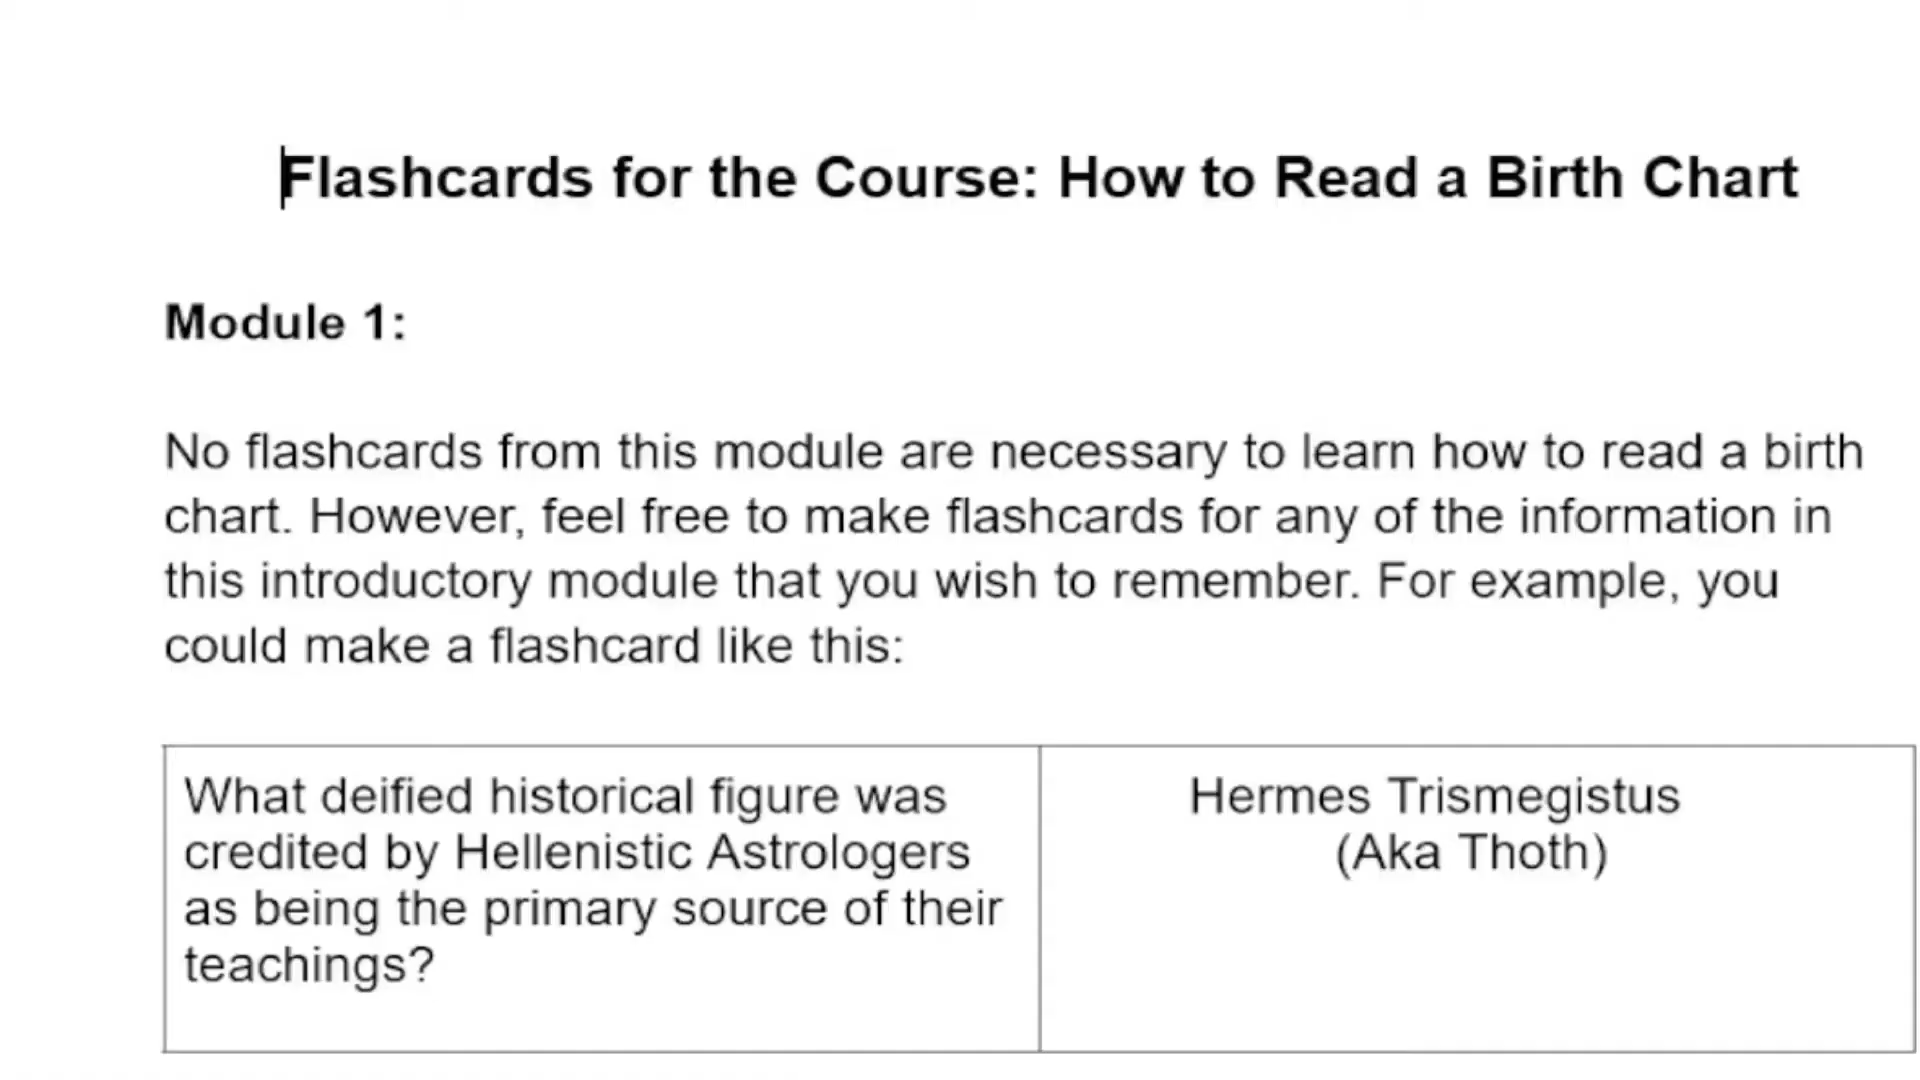 Flashcards for the Course: How to Read a Birth Chart
Module 1:
No flashcards from this module are necessary to learn how to read a birth
chart. However, feel free to make flashcards for any of the information in
this introductory module that you wish to remember. For example, you
could make a flashcard like this:
What deified historical figure was
credited by Hellenistic Astrologers
as being the primary source of their
teachings?
Hermes Trismegistus
(Aka Thoth)